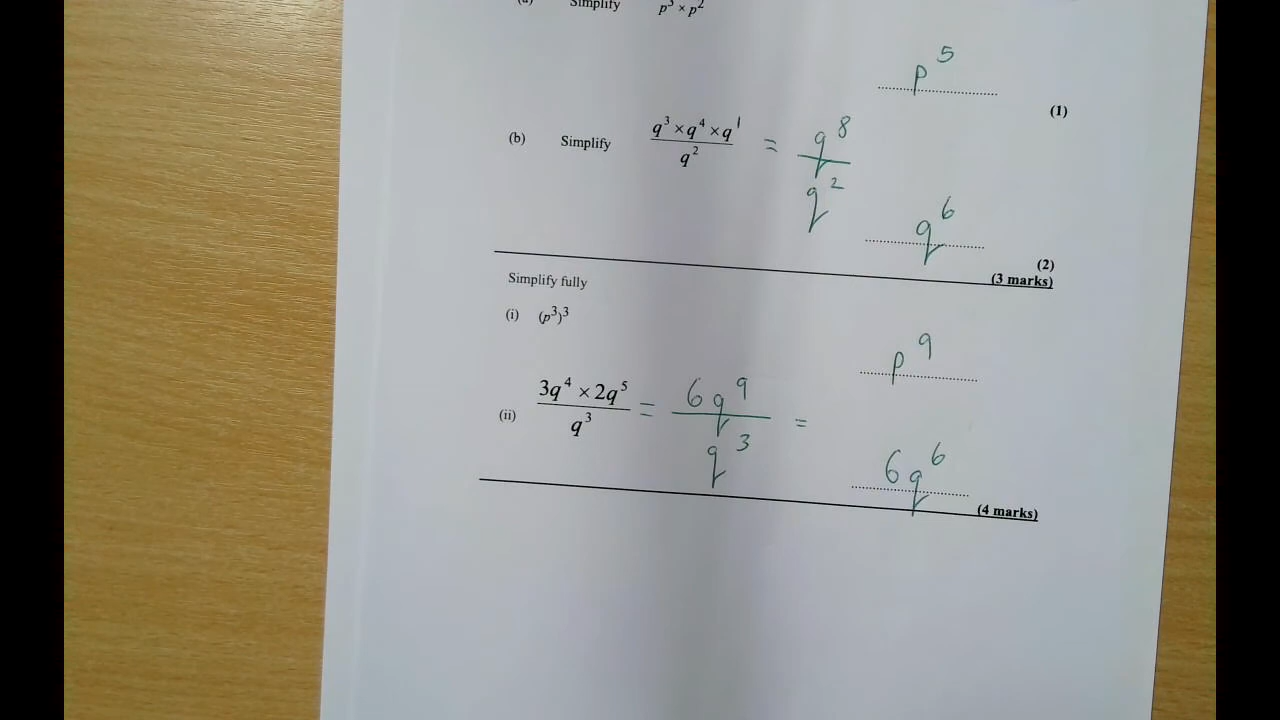 (a) Simplify p³ × p²
p⁵
(1)
(b) Simplify (q³ × q⁴ × q¹)/q² = q⁸/q²
q⁶
(2)
(3 marks)
Simplify fully
(i) (p³)³
p⁹
(ii) (3q⁴ × 2q⁵)/q³ = 6q⁹/q³ =
6q⁶
(4 marks)